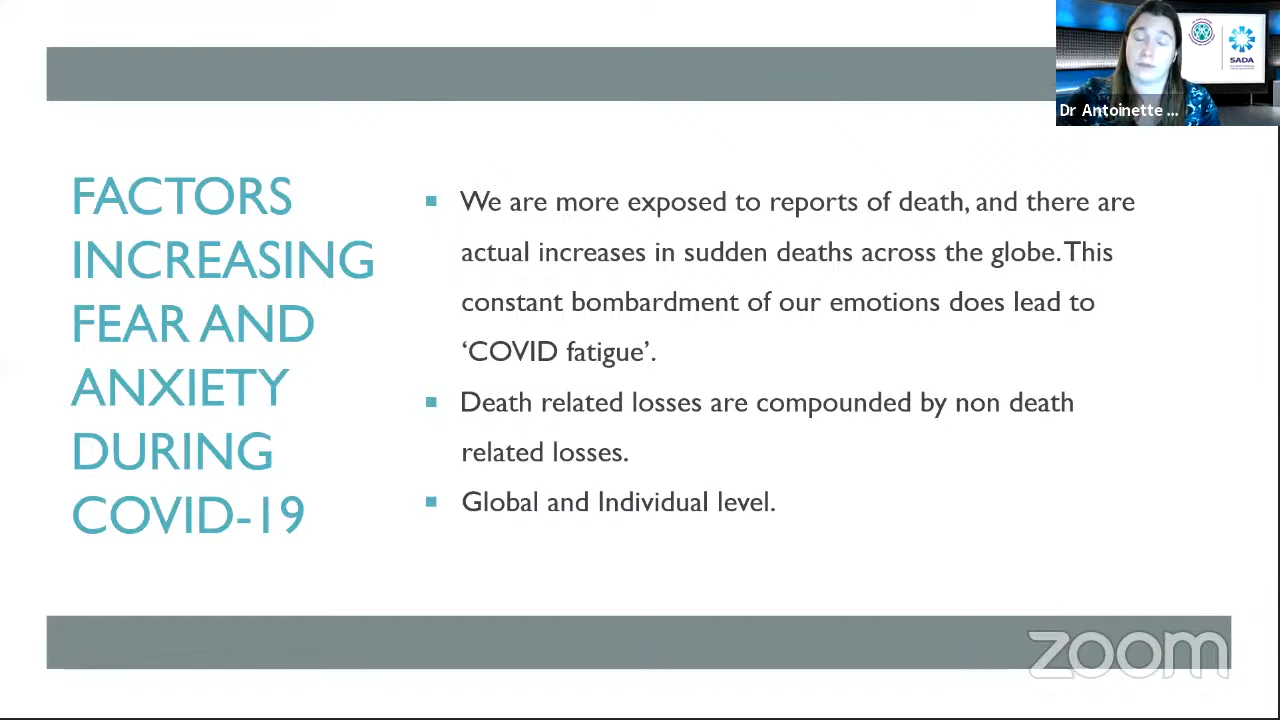 SADA
Dr Antoinette ...
FACTORS
INCREASING
FEAR AND
ANXIETY
DURING
COVID-19
We are more exposed to reports of death, and there are
actual increases in sudden deaths across the globe. This
constant bombardment of our emotions does lead to
‘COVID fatigue’.
Death related losses are compounded by non death
related losses.
Global and Individual level.
zoom